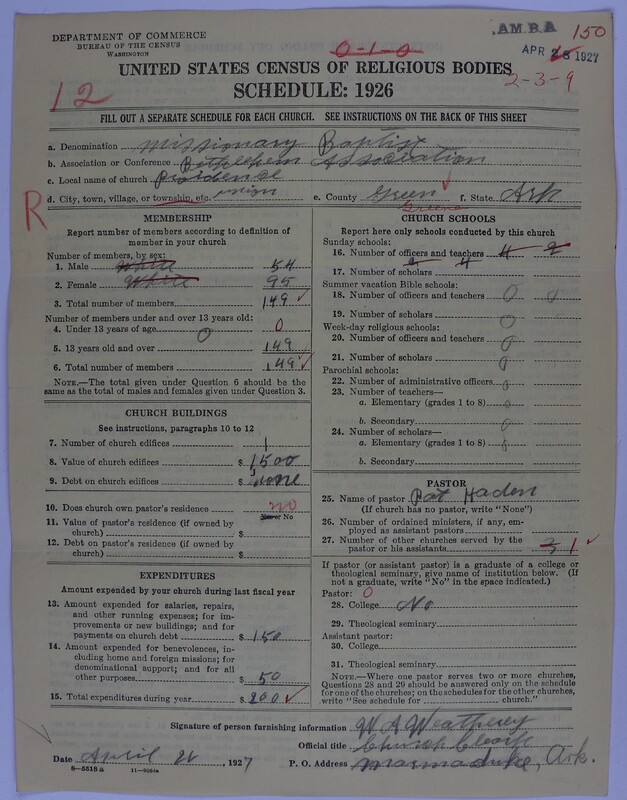 DEPARTMENT OF COMMERCE
BUREAU OF THE CENSUS
WASHINGTON
A.M.B.A
150
APR 28 1927
0-1-0
2-3-9
12
UNITED STATES CENSUS OF RELIGIOUS BODIES
SCHEDULE: 1926
FILL OUT A SEPARATE SCHEDULE FOR EACH CHURCH. SEE INSTRUCTIONS ON THE BACK OF THIS SHEET
a. Denomination Missionary Baptist
b. Association or Conference Bethlehem Association
c. Local name of church Providense
d. City, town, village, or township, etc. union e. County Green f. State Ark
Greene
R
MEMBERSHIP
Report number of members according to definition of
member in your church
Number of members, by sex:
1. Male White 54
2. Female White 95
3. Total number of members 149
Number of members under and over 13 years old:
4. Under 13 years of age 0 0
5. 13 years old and over 149
6. Total number of members 149
NOTE.—The total given under Question 6 should be
the same as the total of males and females given under Question 3.
CHURCH BUILDINGS
See instructions, paragraphs 10 to 12
7. Number of church edifices 1
8. Value of church edifices $ 1500
9. Debt on church edifices $ none
10. Does church own pastor's residence no
Yes or No
11. Value of pastor's residence (if owned by
church) $
12. Debt on pastor's residence (if owned by
church) $
EXPENDITURES
Amount expended by your church during last fiscal year
13. Amount expended for salaries, repairs,
and other running expenses; for im-
provements or new buildings; and for
payments on church debt $ 150
14. Amount expended for benevolences, in-
cluding home and foreign missions; for
denominational support; and for all
other purposes $ 50
15. Total expenditures during year $ 200
CHURCH SCHOOLS
Report here only schools conducted by this church
Sunday schools:
16. Number of officers and teachers 4 2
17. Number of scholars 4
Summer vacation Bible schools:
18. Number of officers and teachers 0 0
19. Number of scholars 0
Week-day religious schools:
20. Number of officers and teachers 0
21. Number of scholars 0
Parochial schools:
22. Number of administrative officers 0
23. Number of teachers—
a. Elementary (grades 1 to 8) 0
b. Secondary
24. Number of scholars—
a. Elementary (grades 1 to 8)
b. Secondary
PASTOR
25. Name of pastor Pat Haden
(If church has no pastor, write "None")
26. Number of ordained ministers, if any, em-
ployed as assistant pastors
27. Number of other churches served by the
pastor or his assistants 3 1
If pastor (or assistant pastor) is a graduate of a college or
theological seminary, give name of institution below. (If
not a graduate, write "No" in the space indicated.)
Pastor: 0
28. College No
29. Theological seminary
Assistant pastor:
30. College
31. Theological seminary
NOTE.—Where one pastor serves two or more churches,
Questions 28 and 29 should be answered only on the schedule
for one of the churches; on the schedules for the other churches,
write "See schedule for church."
Signature of person furnishing information W. A. Weatherly
Official title Church Clerk
Date April 21, 1927 P. O. Address Marmaduke, Ark.
8—5518a 11—9054a